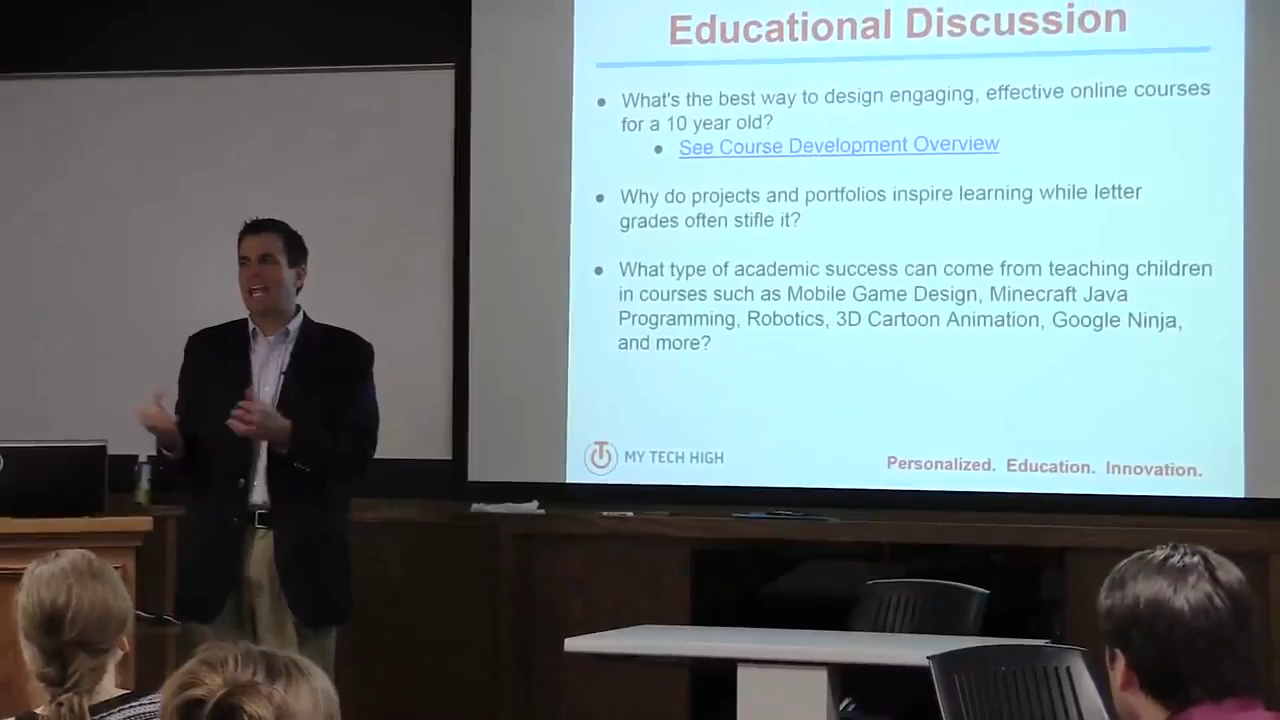 Educational Discussion
• What's the best way to design engaging, effective online courses
for a 10 year old?
• See Course Development Overview
• Why do projects and portfolios inspire learning while letter
grades often stifle it?
• What type of academic success can come from teaching children
in courses such as Mobile Game Design, Minecraft Java
Programming, Robotics, 3D Cartoon Animation, Google Ninja,
and more?
MY TECH HIGH
Personalized. Education. Innovation.